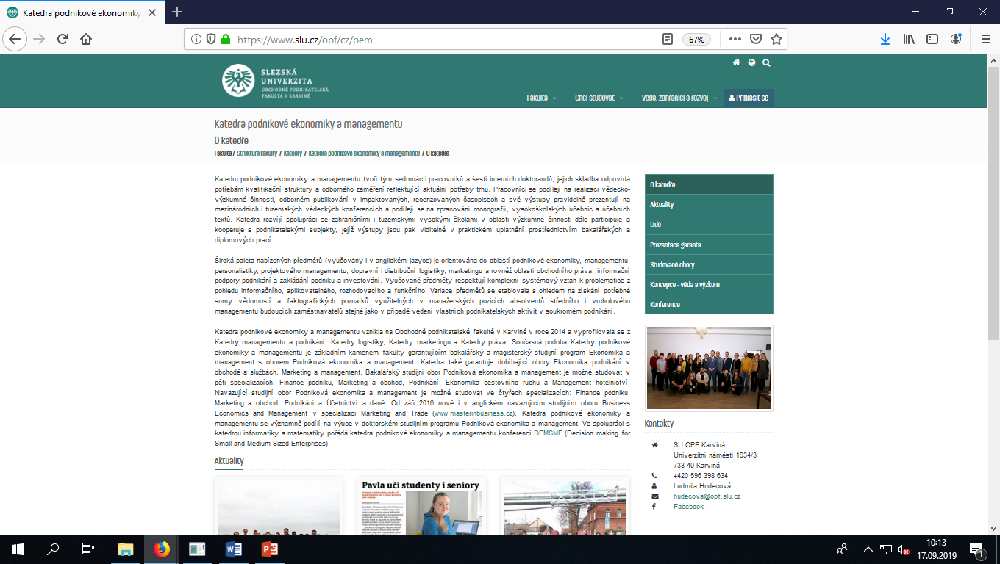 Katedra podnikové ekonomiky
https://www.slu.cz/opf/cz/pem
67%
SLEZSKÁ
UNIVERZITA
OBCHODNĚ PODNIKATELSKÁ
FAKULTA V KARVINÉ
Fakulta
Chci studovat
Věda, zahraničí a rozvoj
Přihlásit se
Katedra podnikové ekonomiky a managementu
O katedře
Fakulta / Struktura fakulty / Katedry / Katedra podnikové ekonomiky a managementu / O katedře
Katedru podnikové ekonomiky a managementu tvoří tým sedmnácti pracovníků a šesti interních doktorandů, jejich skladba odpovídá
potřebám kvalifikační struktury a odborného zaměření reflektující aktuální potřeby trhu. Pracovníci se podílejí na realizaci vědecko-
výzkumné činnosti, odborném publikování v impaktovaných, recenzovaných časopisech a své výstupy pravidelně prezentují na
mezinárodních i tuzemských vědeckých konferencích a podílejí se na zpracování monografií, vysokoškolských učebnic a učebních
textů. Katedra rozvíjí spolupráci se zahraničními i tuzemskými vysokými školami v oblasti výzkumné činnosti dále participuje a
kooperuje s podnikatelskými subjekty, jejíž výstupy jsou pak viditelné v praktickém uplatnění prostřednictvím bakalářských a
diplomových prací.
Široká paleta nabízených předmětů (vyučovány i v anglickém jazyce) je orientována do oblastí podnikové ekonomiky, managementu,
personalistiky, projektového managementu, dopravní i distribuční logistiky, marketingu a rovněž oblasti obchodního práva, informační
podpory podnikání a zakládání podniku a investování. Vyučované předměty respektují komplexní systémový vztah k problematice z
pohledu informačního, aplikovatelného, rozhodovacího a funkčního. Variace předmětů se etablovala s ohledem na získání potřebné
sumy vědomostí a faktografických poznatků využitelných v manažerských pozicích absolventů středního i vrcholového
managementu budoucích zaměstnavatelů stejně jako v případě vedení vlastních podnikatelských aktivit v soukromém podnikání.
Katedra podnikové ekonomiky a managementu vznikla na Obchodně podnikatelské fakultě v Karviné v roce 2014 a vyprofilovala se z
Katedry managementu a podnikání, Katedry logistiky, Katedry marketingu a Katedry práva. Současná podoba Katedry podnikové
ekonomiky a managementu je základním kamenem fakulty garantujícím bakalářský a magisterský studijní program Ekonomika a
management s oborem Podniková ekonomika a management. Katedra také garantuje dobíhající obory Ekonomika podnikání v
obchodě a službách, Marketing a management. Bakalářský studijní obor Podniková ekonomika a management je možné studovat v
pěti specializacích: Finance podniku, Marketing a obchod, Podnikání, Ekonomika cestovního ruchu a Management hotelnictví.
Navazující studijní obor Podniková ekonomika a management je možné studovat ve čtyřech specializacích: Finance podniku,
Marketing a obchod, Podnikání a Účetnictví a daně. Od září 2016 nově i v anglickém navazujícím studijním oboru Business
Economics and Management v specializaci Marketing and Trade (www.masterinbusiness.cz). Katedra podnikové ekonomiky a
managementu se významně podílí na výuce v doktorském studijním programu Podniková ekonomika a management. Ve spolupráci s
katedrou informatiky a matematiky pořádá katedra podnikové ekonomiky a managementu konferenci DEMSME (Decision making for
Small and Medium-Sized Enterprises).
Aktuality
Pavla učí studenty i seniory
O katedře
Aktuality
Lidé
Prezentace garanta
Studované obory
Koncepce - věda a výzkum
Konference
Kontakty
SU OPF Karviná
Univerzitní náměstí 1934/3
733 40 Karviná
+420 596 398 634
Ludmila Hudecová
hudecova@opf.slu.cz
Facebook
10:13
17.09.2019
1